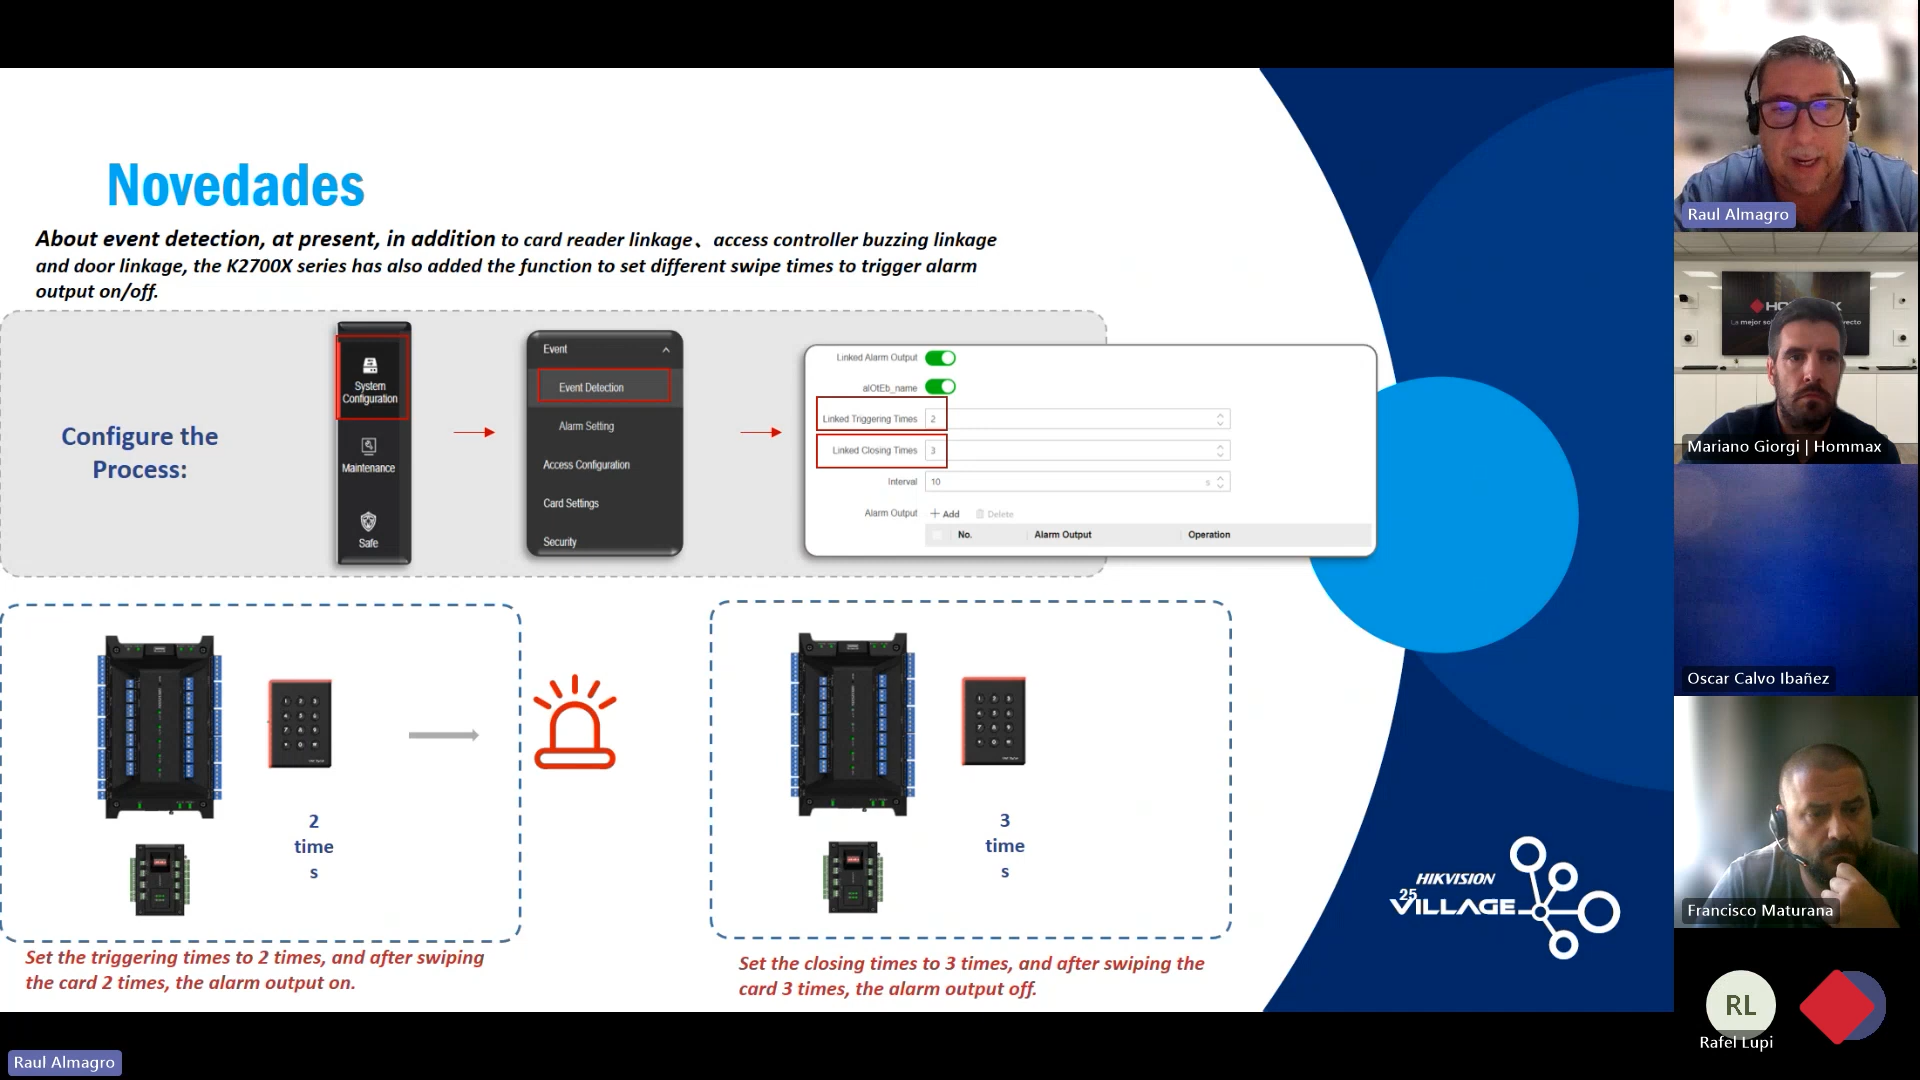 Novedades
About event detection, at present, in addition to card reader linkage、access controller buzzing linkage
and door linkage, the K2700X series has also added the function to set different swipe times to trigger alarm
output on/off.
Configure the
Process:
System
Configuration
Maintenance
Safe
Event
Event Detection
Alarm Setting
Access Configuration
Card Settings
Security
Linked Alarm Output
alOtEb_name
Linked Triggering Times 2
Linked Closing Times 3
Interval 10 s
Alarm Output + Add Delete
No. Alarm Output Operation
2
time
s
3
time
s
Set the triggering times to 2 times, and after swiping
the card 2 times, the alarm output on.
Set the closing times to 3 times, and after swiping the
card 3 times, the alarm output off.
HIKVISION
25
VILLAGE
Raul Almagro
Raul Almagro
Mariano Giorgi | Hommax
Oscar Calvo Ibañez
Francisco Maturana
RL
Rafel Lupi